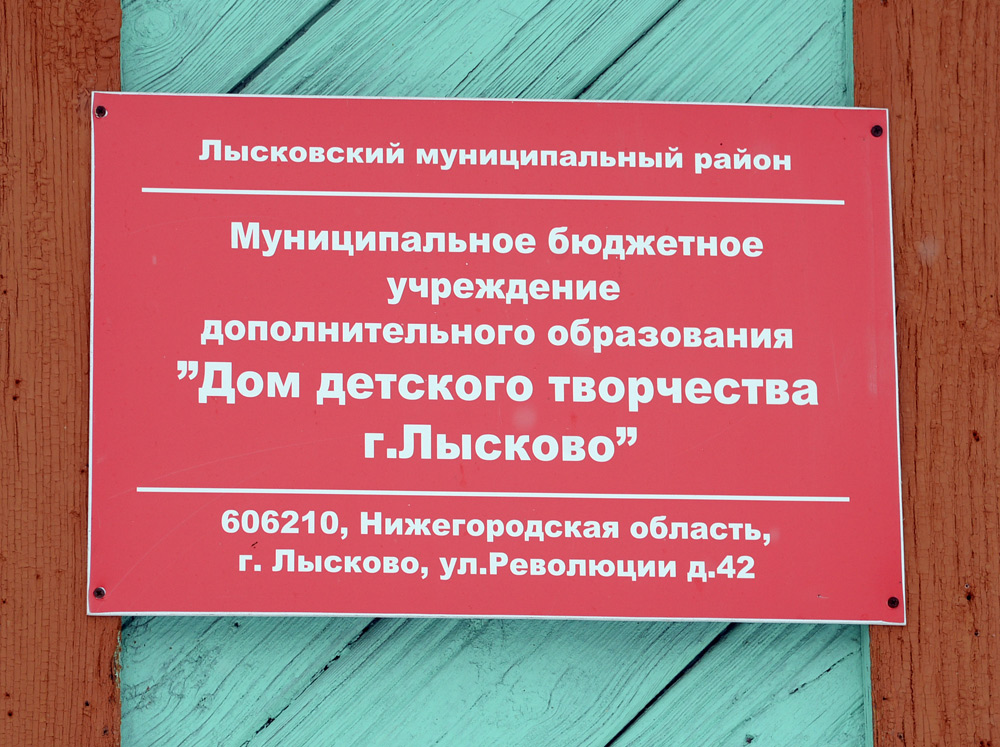 Лысковский муниципальный район
Муниципальное бюджетное
учреждение
дополнительного образования
”Дом детского творчества
г.Лысково”
606210, Нижегородская область,
г. Лысково, ул.Революции д.42